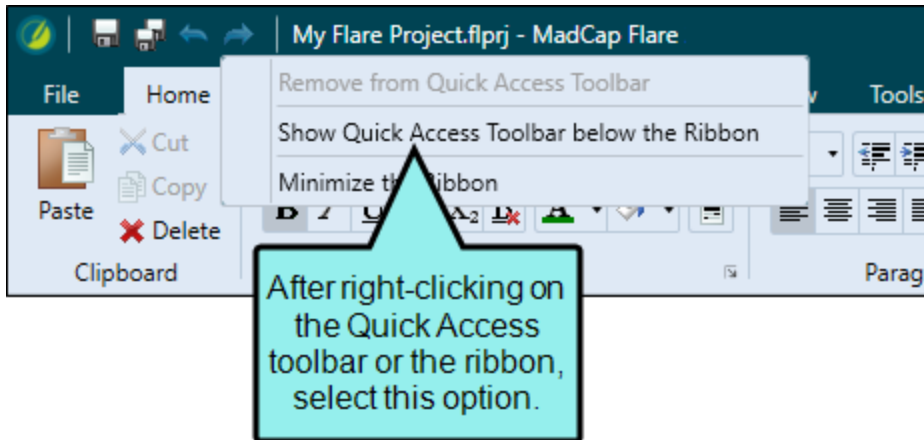 My Flare Project.flprj - MadCap Flare
File Home Tools
Remove from Quick Access Toolbar
Show Quick Access Toolbar below the Ribbon
Minimize the Ribbon
Paste
Cut
Copy
Delete
B I U X2 A
Clipboard
Parag
After right-clicking on
the Quick Access
toolbar or the ribbon,
select this option.